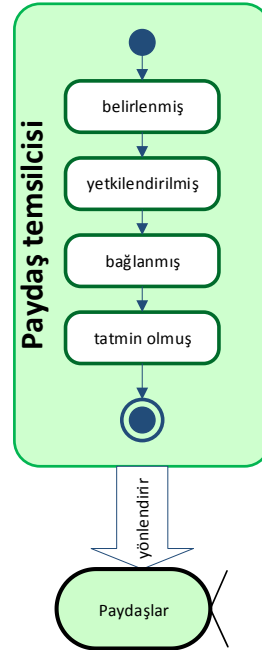 Paydaş temsilcisi
belirlenmiş
yetkilendirilmiş
bağlanmış
tatmin olmuş
yönlendirir
Paydaşlar